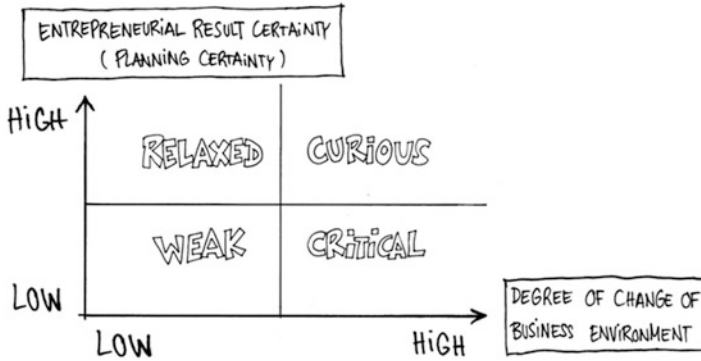 ENTREPRENEURIAL RESULT CERTAINTY
( PLANNING CERTAINTY )
HIGH
RELAXED CURIOUS
WEAK CRITICAL
LOW
LOW HIGH
DEGREE OF CHANGE OF
BUSINESS ENVIRONMENT